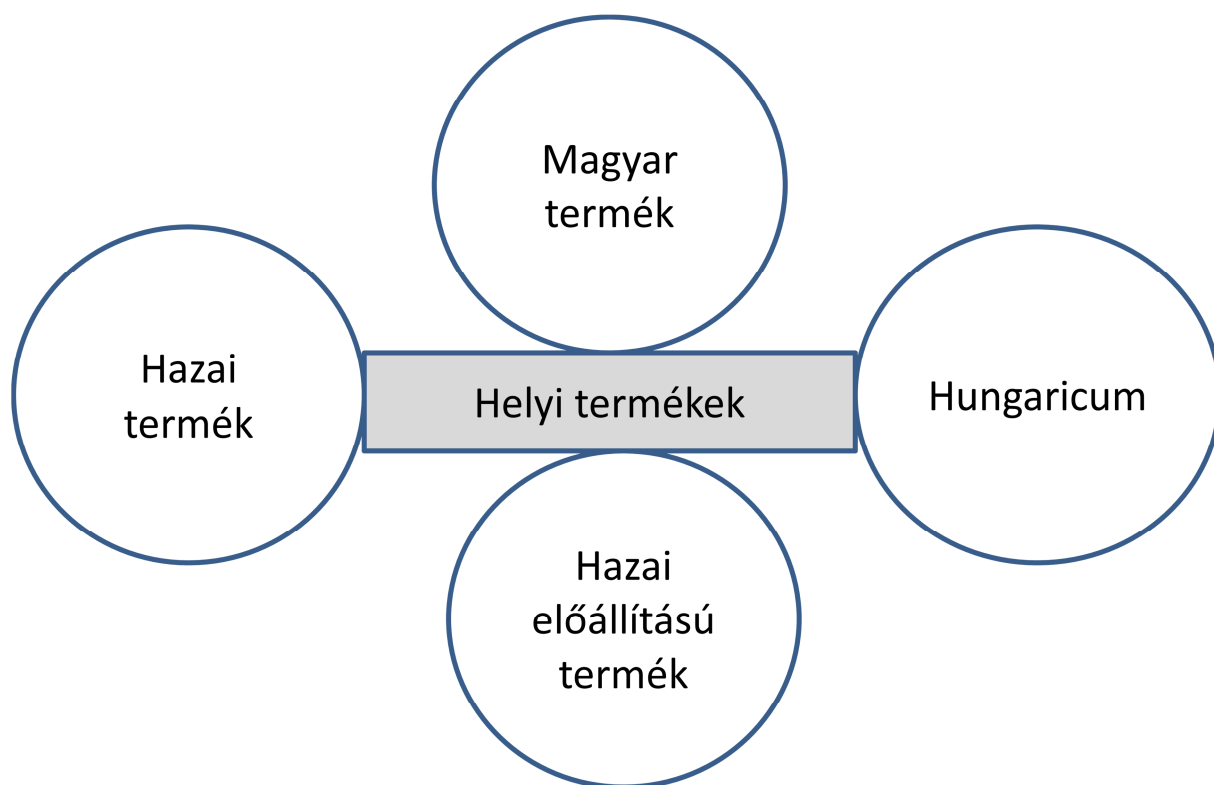 Magyar
termék
Hazai
termék
Helyi termékek
Hungaricum
Hazai
előállítású
termék